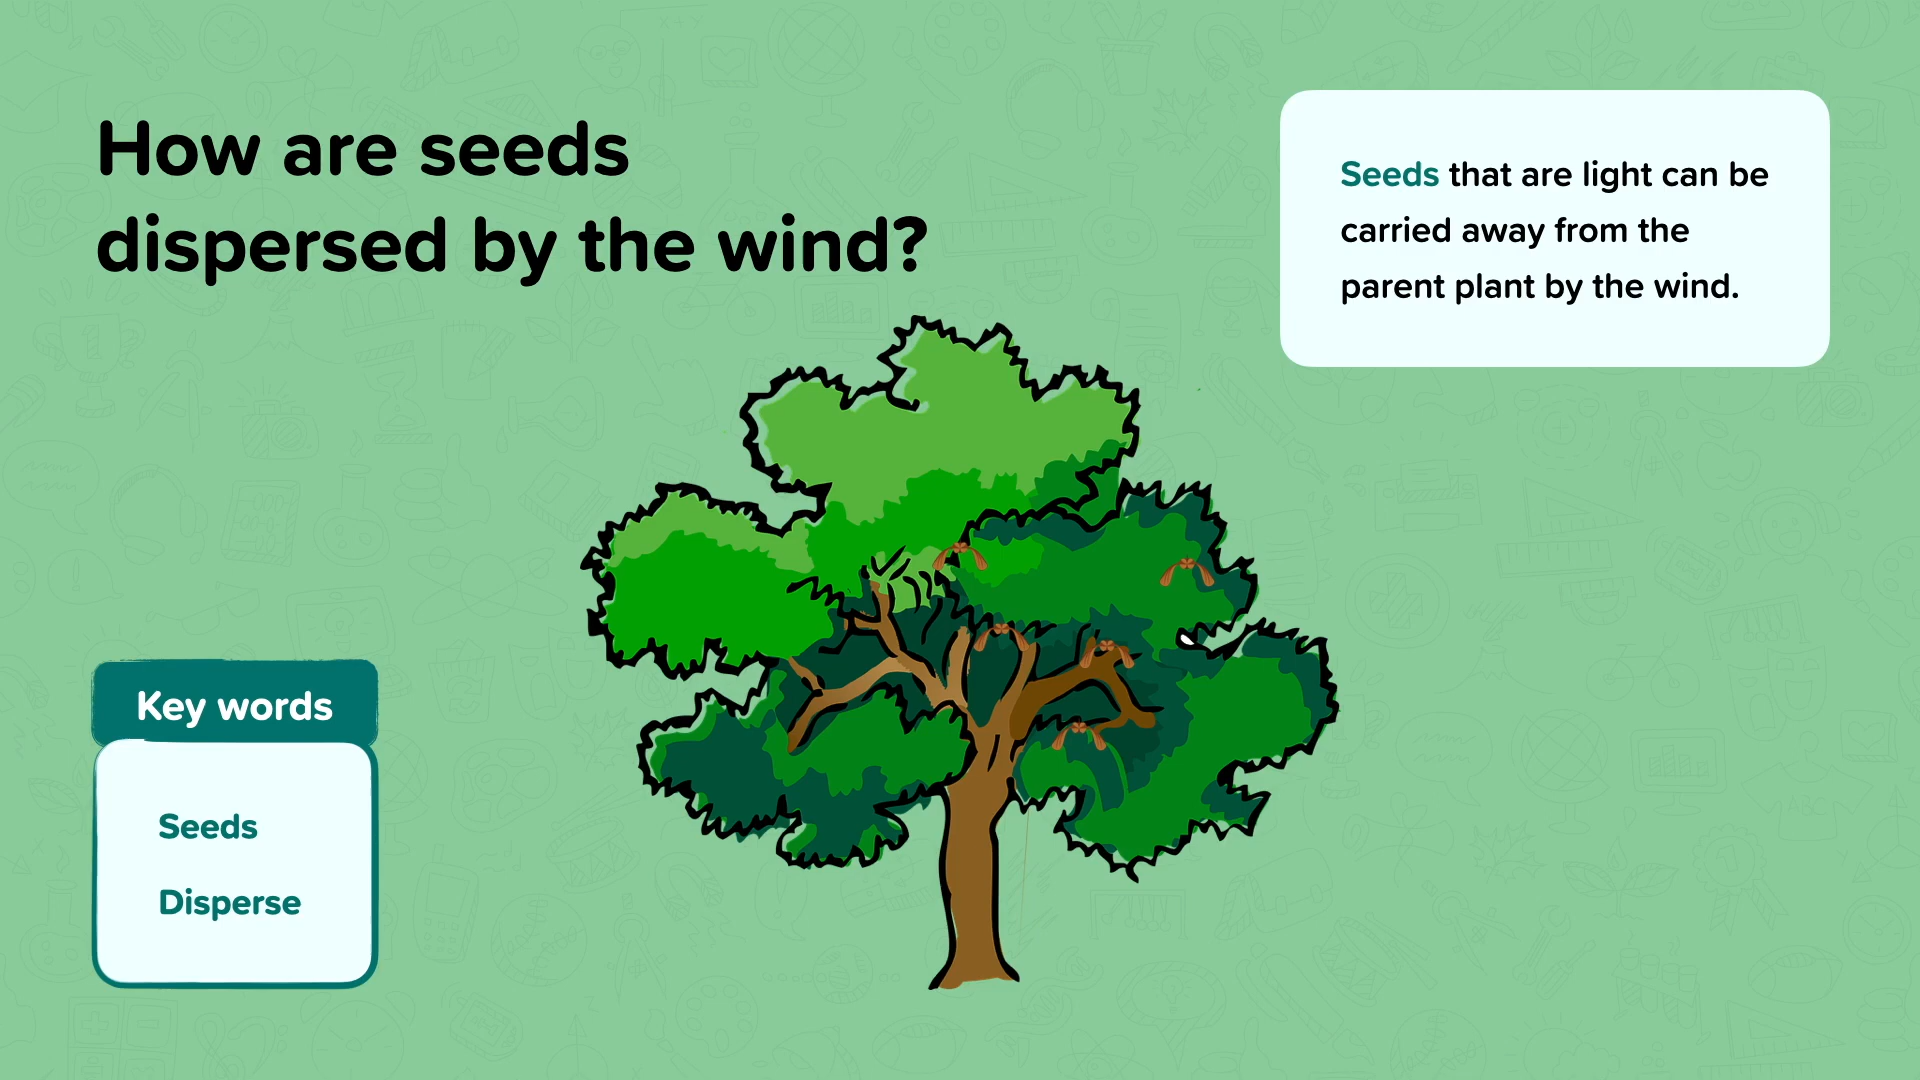 How are seeds
dispersed by the wind?
Seeds that are light can be
carried away from the
parent plant by the wind.
Key words
Seeds
Disperse